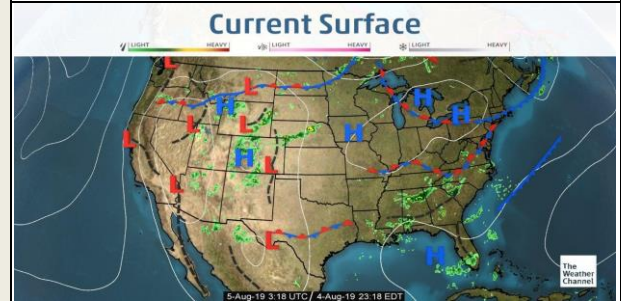 Current Surface
LIGHT HEAVY LIGHT HEAVY LIGHT HEAVY
L
L
H
H
H
L
L
H
L
H
L
L
L
H
The
Weather
Channel
5-Aug-19 3:18 UTC/ 4-Aug-19 23:18 EDT